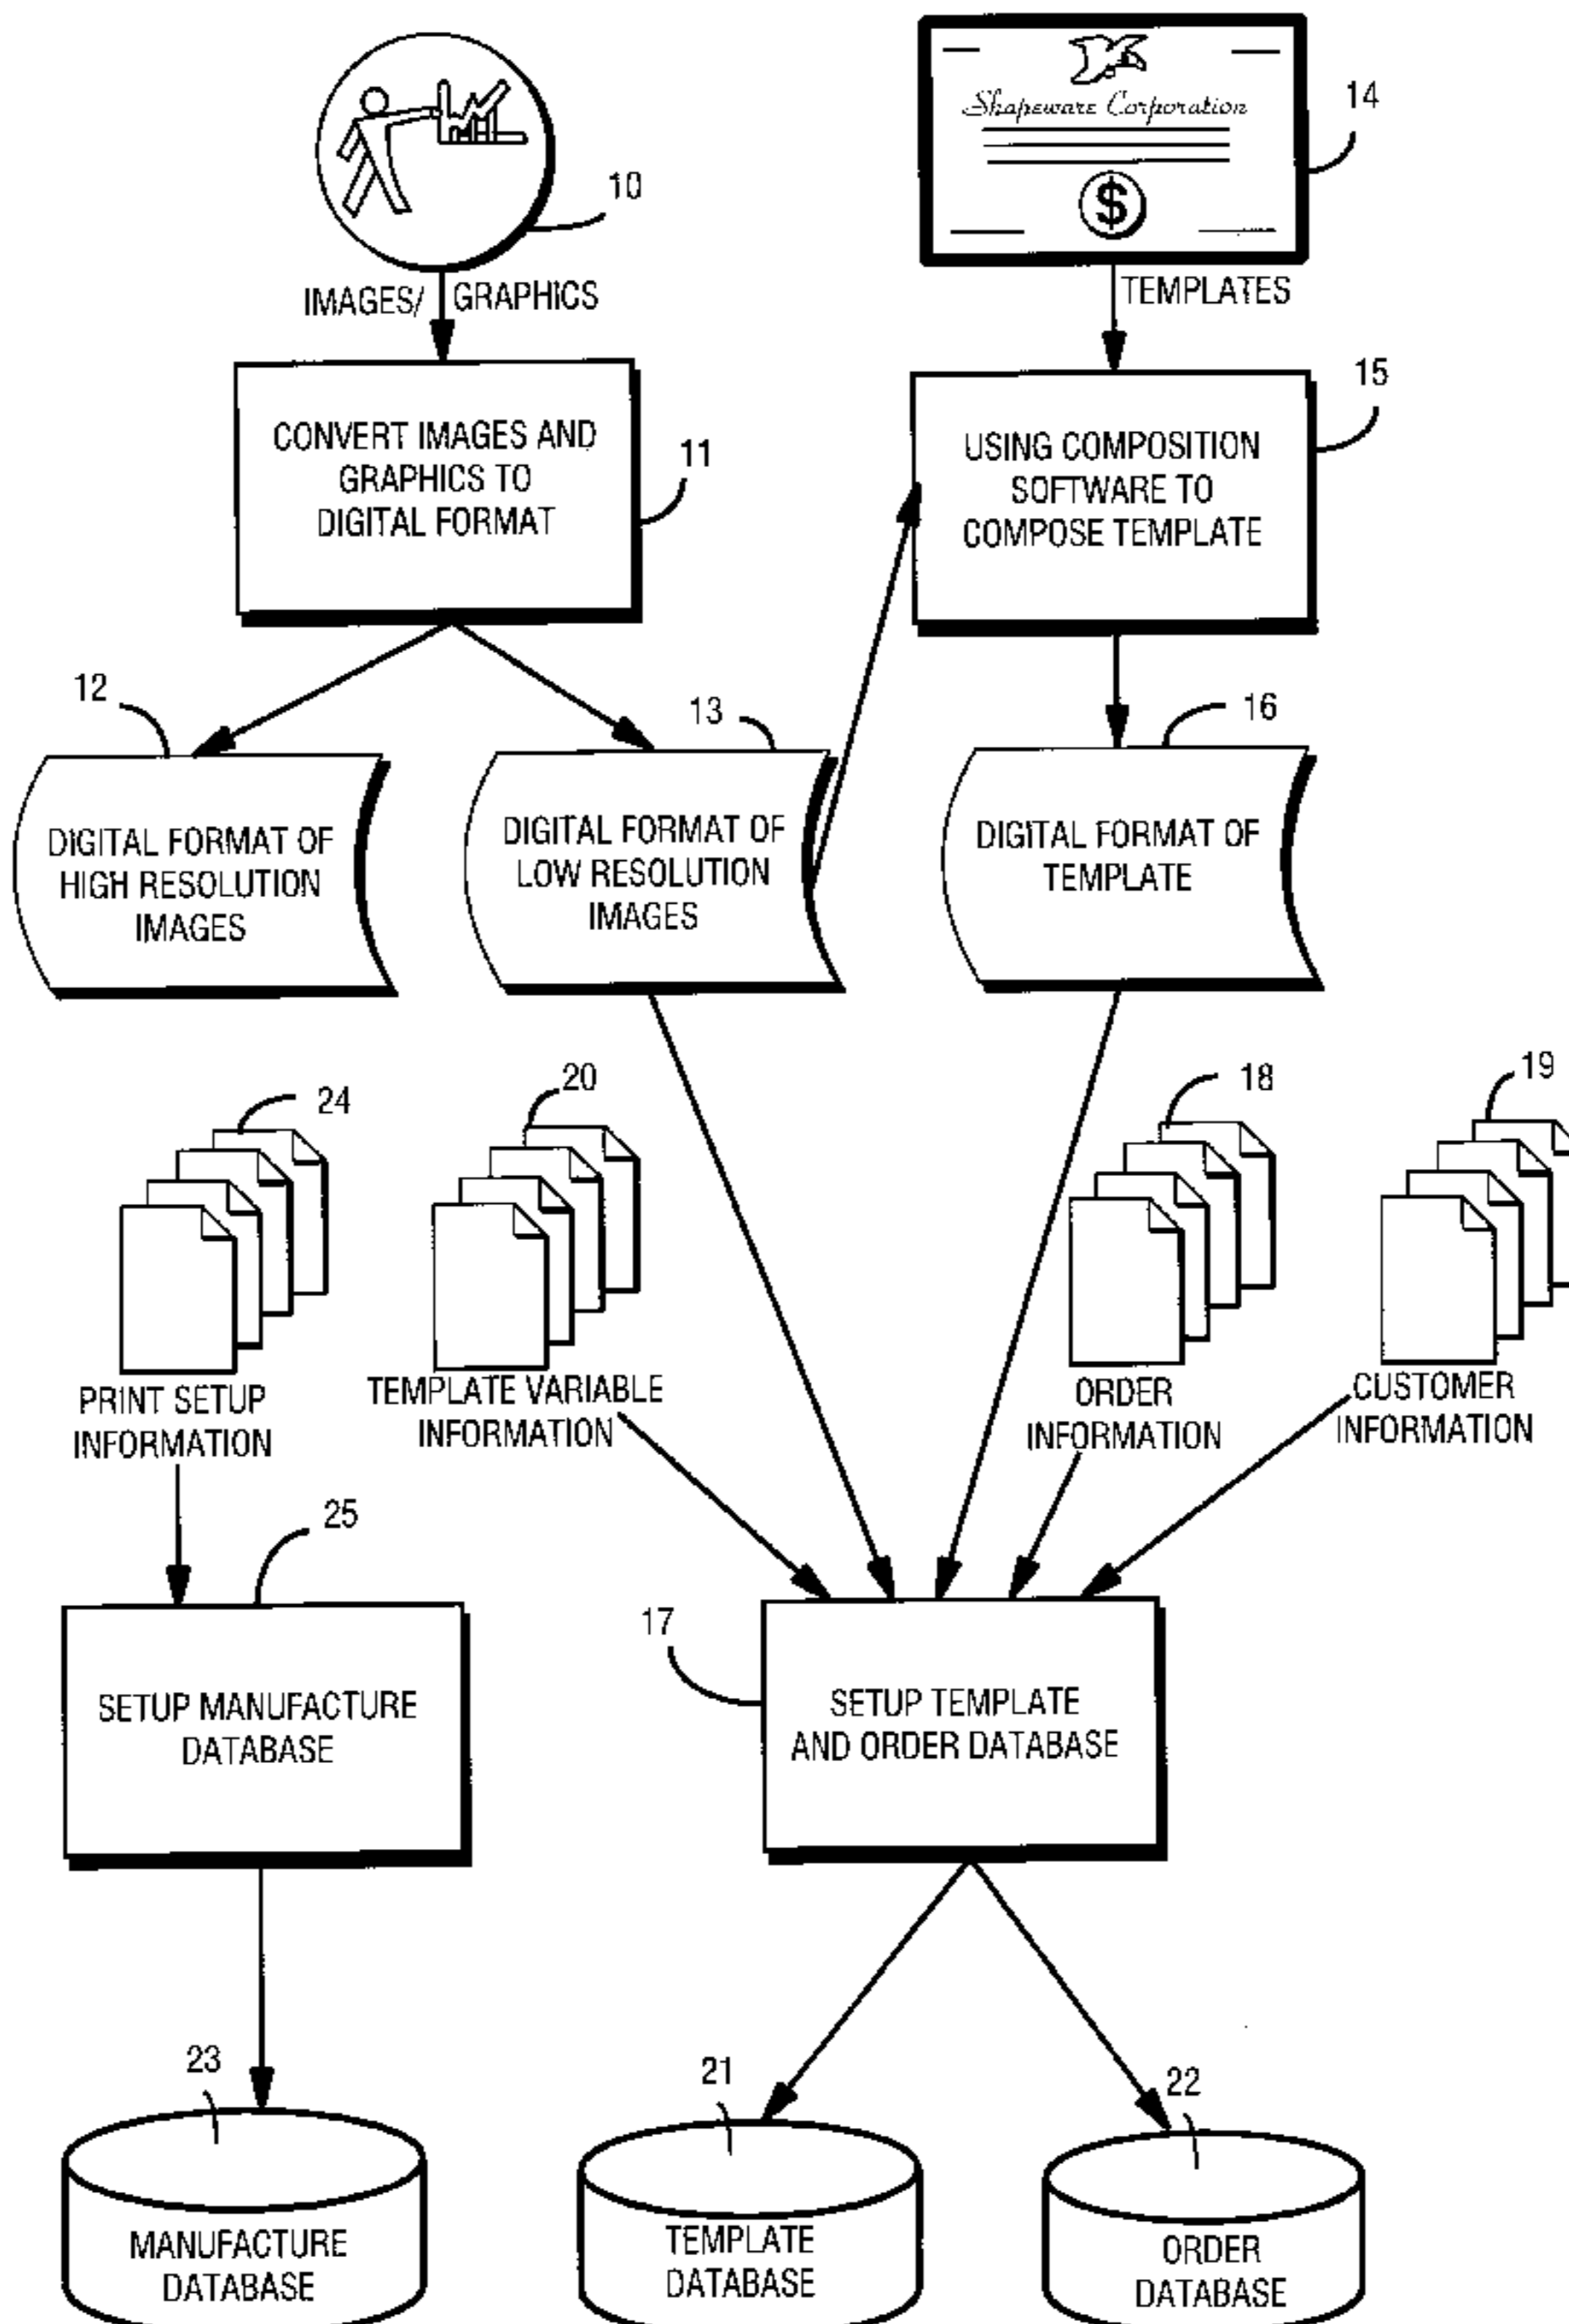 Shapeware Corporation
$
14
10
IMAGES/ GRAPHICS
TEMPLATES
15
CONVERT IMAGES AND
GRAPHICS TO
DIGITAL FORMAT
11
USING COMPOSITION
SOFTWARE TO
COMPOSE TEMPLATE
12
13
16
DIGITAL FORMAT OF
HIGH RESOLUTION
IMAGES
DIGITAL FORMAT OF
LOW RESOLUTION
IMAGES
DIGITAL FORMAT OF
TEMPLATE
24
20
18
19
PRINT SETUP
INFORMATION
TEMPLATE VARIABLE
INFORMATION
ORDER
INFORMATION
CUSTOMER
INFORMATION
25
17
SETUP MANUFACTURE
DATABASE
SETUP TEMPLATE
AND ORDER DATABASE
23
21
22
MANUFACTURE
DATABASE
TEMPLATE
DATABASE
ORDER
DATABASE